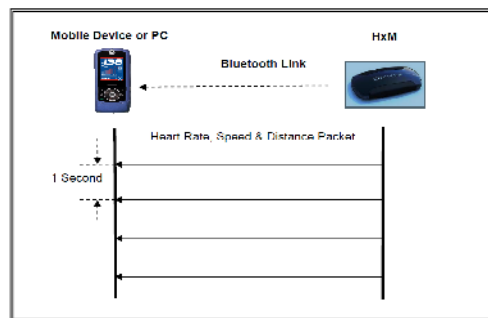 Mobile Device or PC
HxM
Bluetooth Link
Heart Rate, Speed & Distance Packet
1 Second